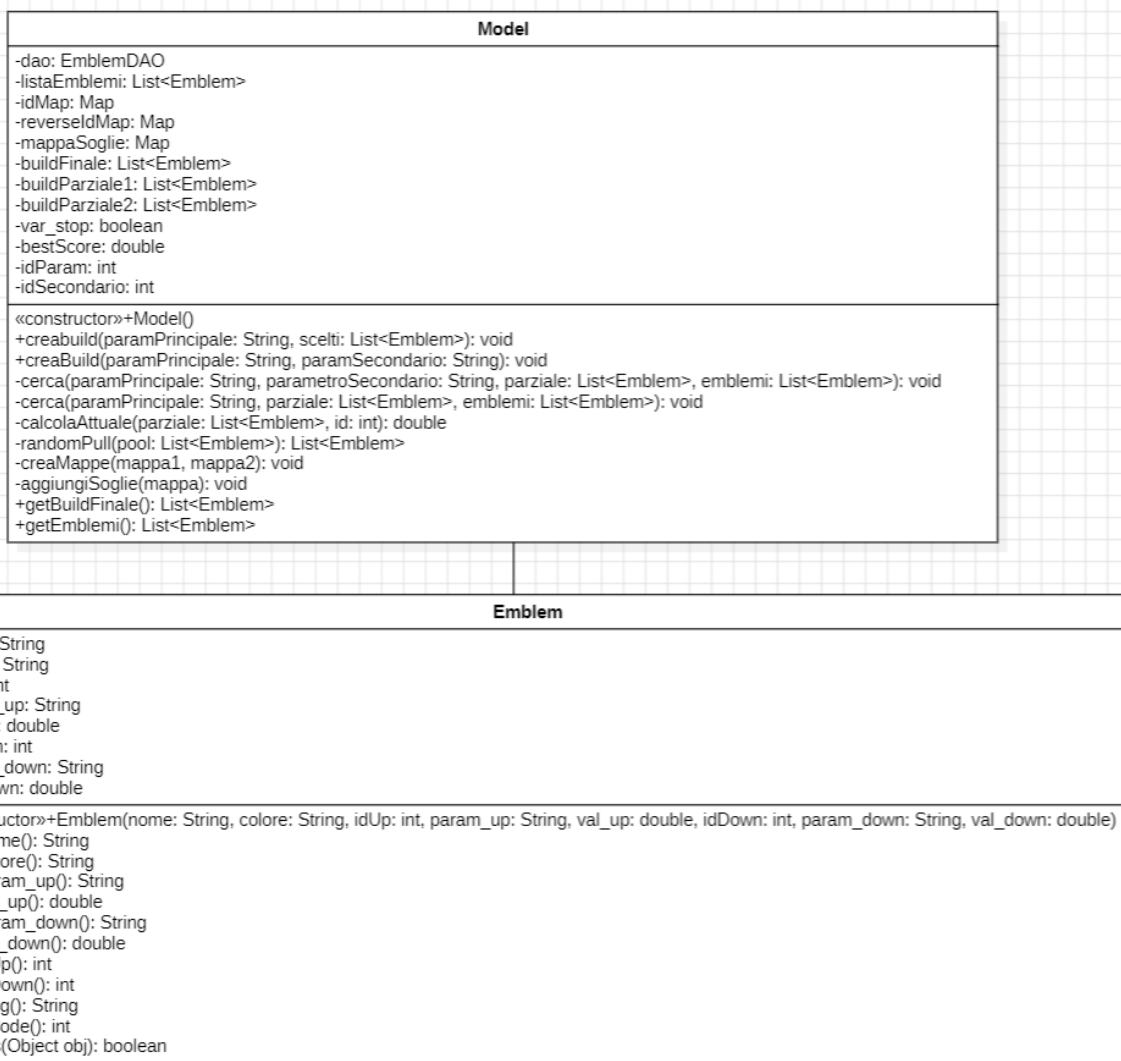 Model
-dao: EmblemDAO
-listaEmblemi: List<Emblem>
-idMap: Map
-reverseIdMap: Map
-mappaSoglie: Map
-buildFinale: List<Emblem>
-buildParziale1: List<Emblem>
-buildParziale2: List<Emblem>
-var_stop: boolean
-bestScore: double
-idParam: int
-idSecondario: int
«constructor»+Model()
+creabuild(paramPrincipale: String, scelti: List<Emblem>): void
+creaBuild(paramPrincipale: String, paramSecondario: String): void
-cerca(paramPrincipale: String, parametroSecondario: String, parziale: List<Emblem>, emblemi: List<Emblem>): void
-cerca(paramPrincipale: String, parziale: List<Emblem>, emblemi: List<Emblem>): void
-calcolaAttuale(parziale: List<Emblem>, id: int): double
-randomPull(pool: List<Emblem>): List<Emblem>
-creaMappe(mappa1, mappa2): void
-aggiungiSoglie(mappa): void
+getBuildFinale(): List<Emblem>
+getEmblemi(): List<Emblem>
Emblem
String
String
nt
_up: String
: double
n: int
_down: String
wn: double
uctor»+Emblem(nome: String, colore: String, idUp: int, param_up: String, val_up: double, idDown: int, param_down: String, val_down: double)
me(): String
ore(): String
ram_up(): String
_up(): double
ram_down(): String
_down(): double
Up(): int
own(): int
g(): String
ode(): int
(Object obj): boolean